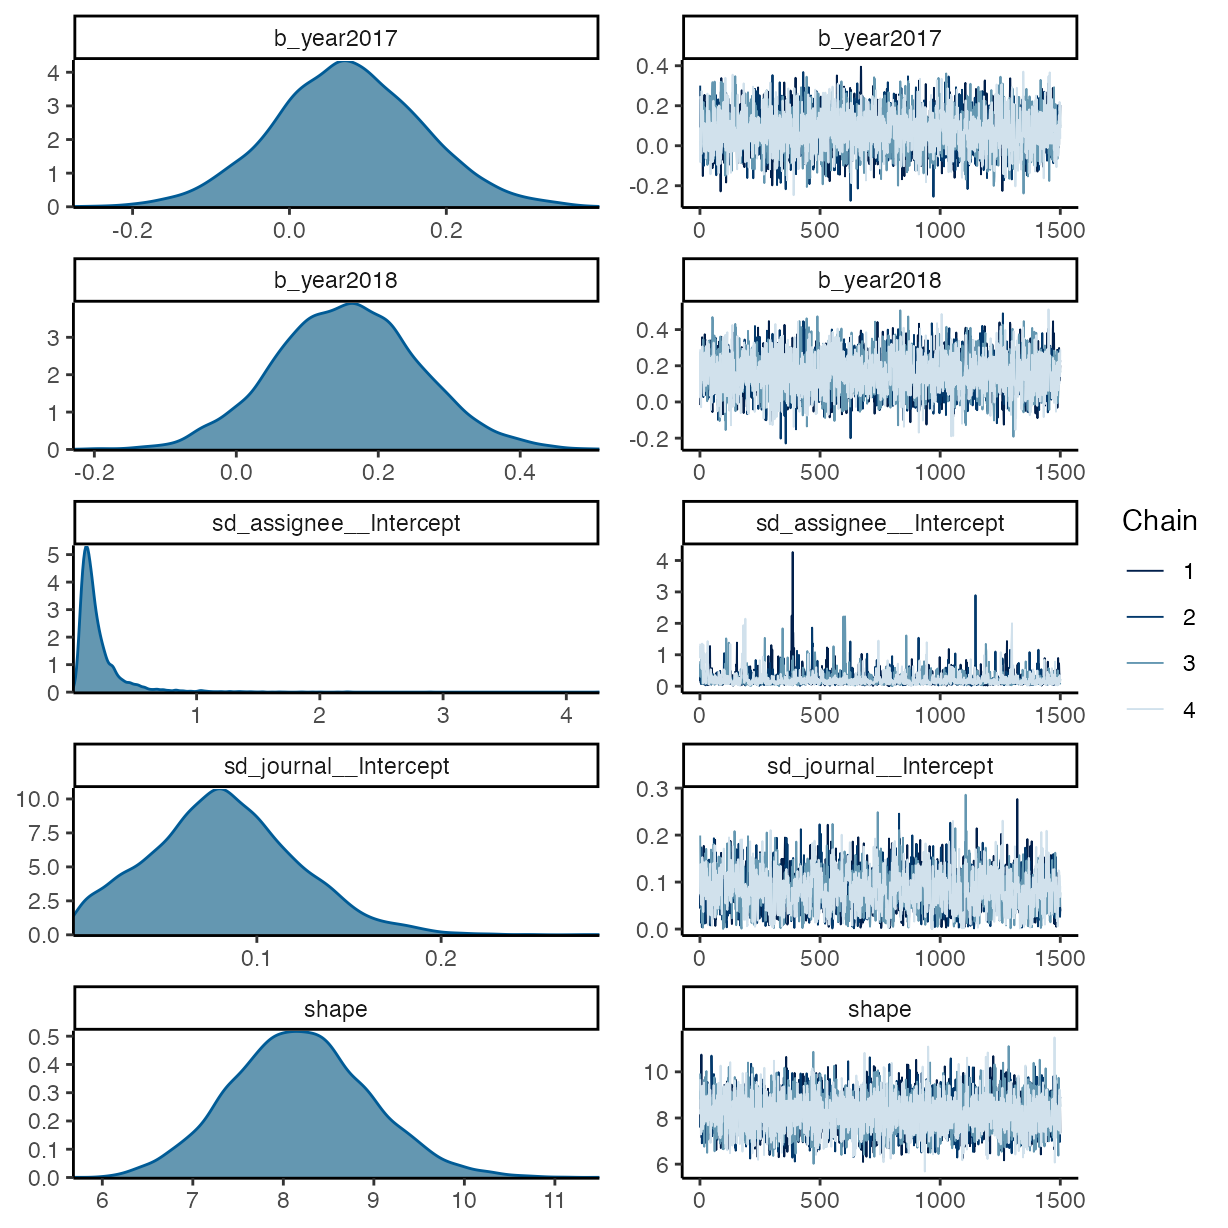 b_year2017
b_year2017
4
3
2
1
0
-0.2 0.0 0.2
0.4
0.2
0.0
-0.2
0 500 1000 1500
b_year2018
b_year2018
3
2
1
0
-0.2 0.0 0.2 0.4
0.4
0.2
0.0
-0.2
0 500 1000 1500
sd_assignee__Intercept
sd_assignee__Intercept
5
4
3
2
1
0
1 2 3 4
4
3
2
1
0
0 500 1000 1500
sd_journal__Intercept
sd_journal__Intercept
10.0
7.5
5.0
2.5
0.0
0.1 0.2
0.3
0.2
0.1
0.0
0 500 1000 1500
shape
shape
0.5
0.4
0.3
0.2
0.1
0.0
6 7 8 9 10 11
10
8
6
0 500 1000 1500
Chain
1
2
3
4